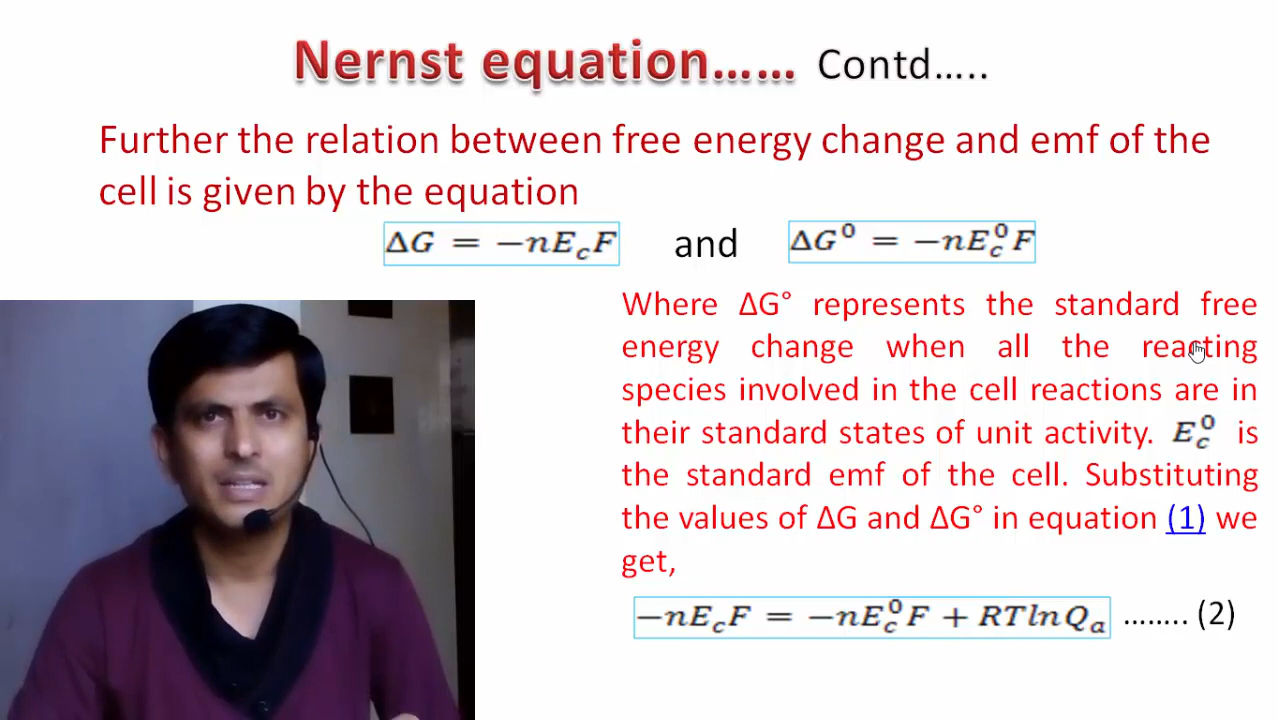 Nernst equation…… Contd…..
Further the relation between free energy change and emf of the
cell is given by the equation
ΔG = −nE_cF and ΔG⁰ = −nE_c⁰F
Where ΔG° represents the standard free
energy change when all the reacting
species involved in the cell reactions are in
their standard states of unit activity. E_c⁰ is
the standard emf of the cell. Substituting
the values of ΔG and ΔG° in equation (1) we
get,
−nE_cF = −nE_c⁰F + RTlnQ_a …….. (2)